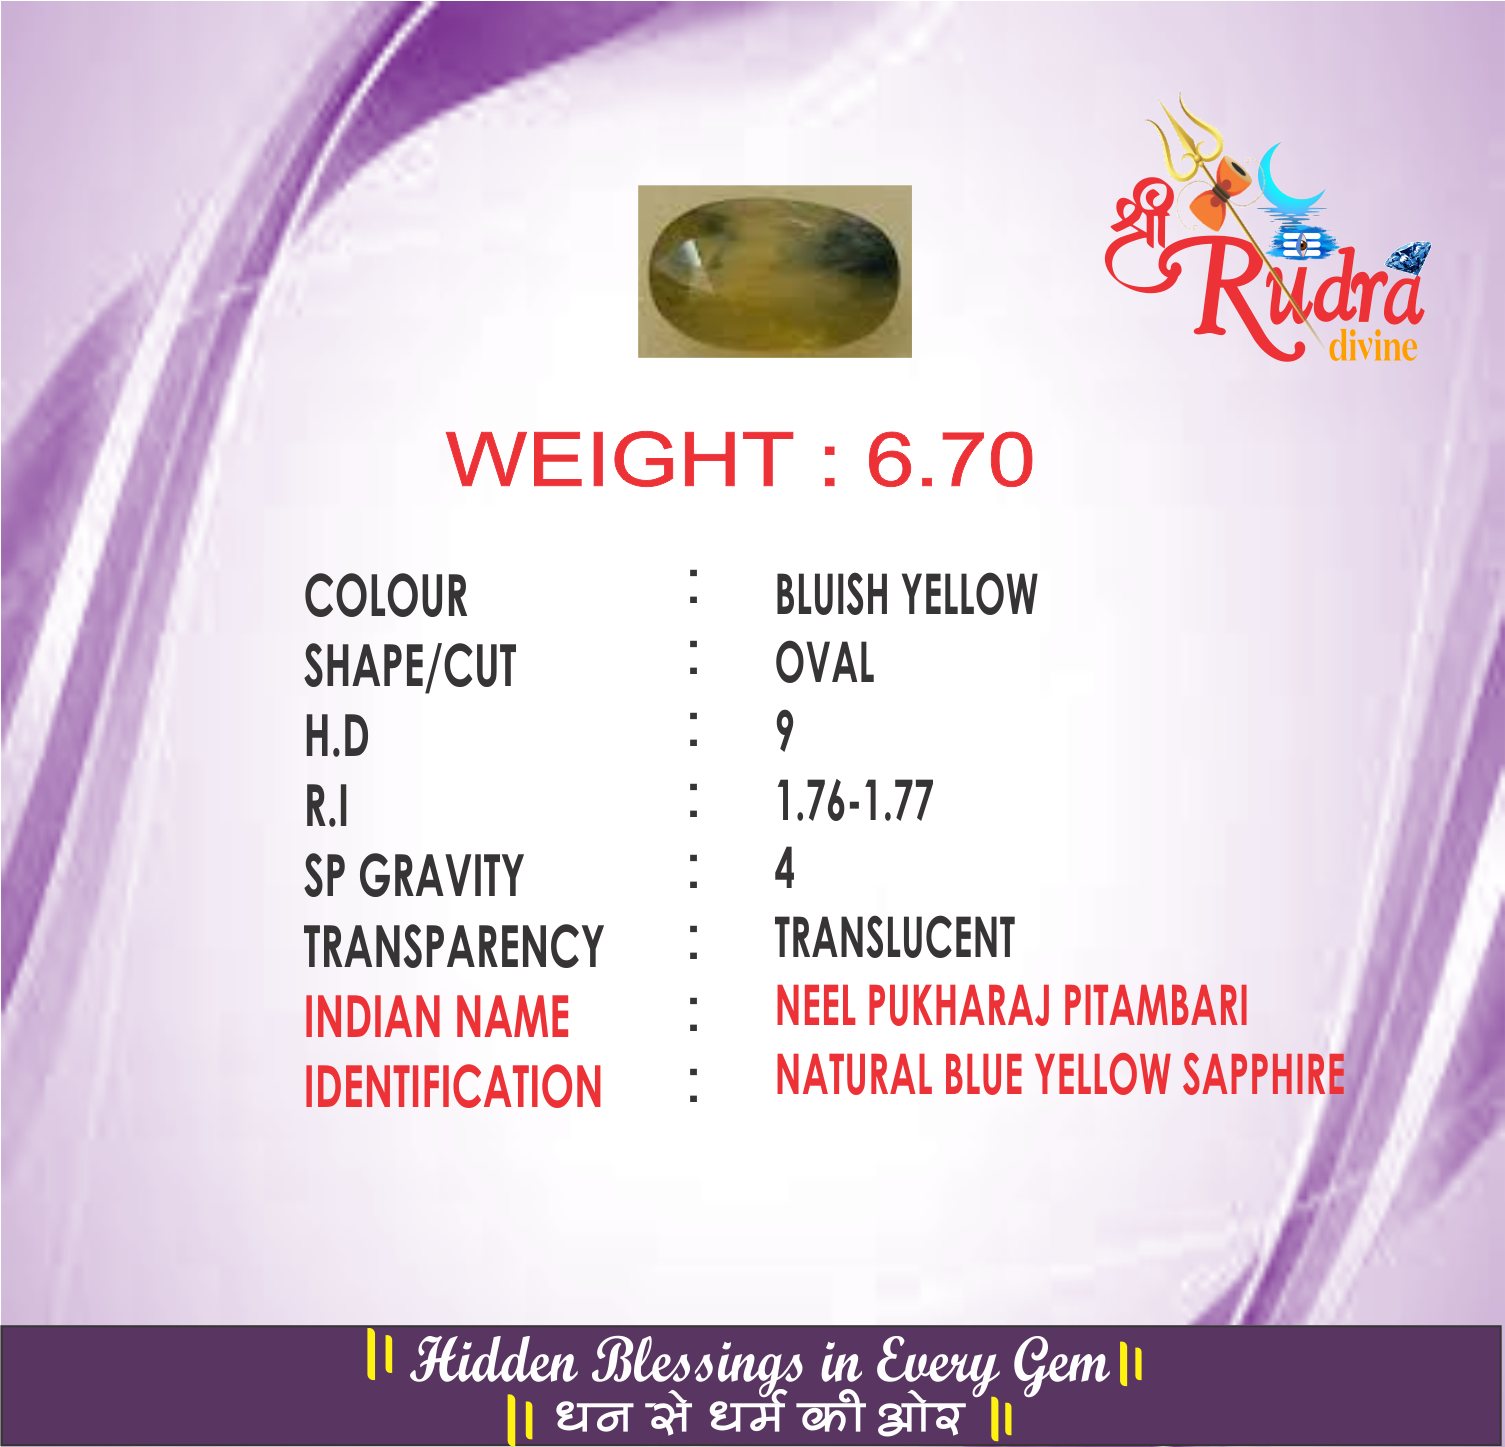 श्री Rudra
divine
WEIGHT : 6.70
COLOUR : BLUISH YELLOW
SHAPE/CUT : OVAL
H.D : 9
R.I : 1.76-1.77
SP GRAVITY : 4
TRANSPARENCY : TRANSLUCENT
INDIAN NAME : NEEL PUKHARAJ PITAMBARI
IDENTIFICATION : NATURAL BLUE YELLOW SAPPHIRE
॥ Hidden Blessings in Every Gem ॥
॥ धन से धर्म की ओर ॥